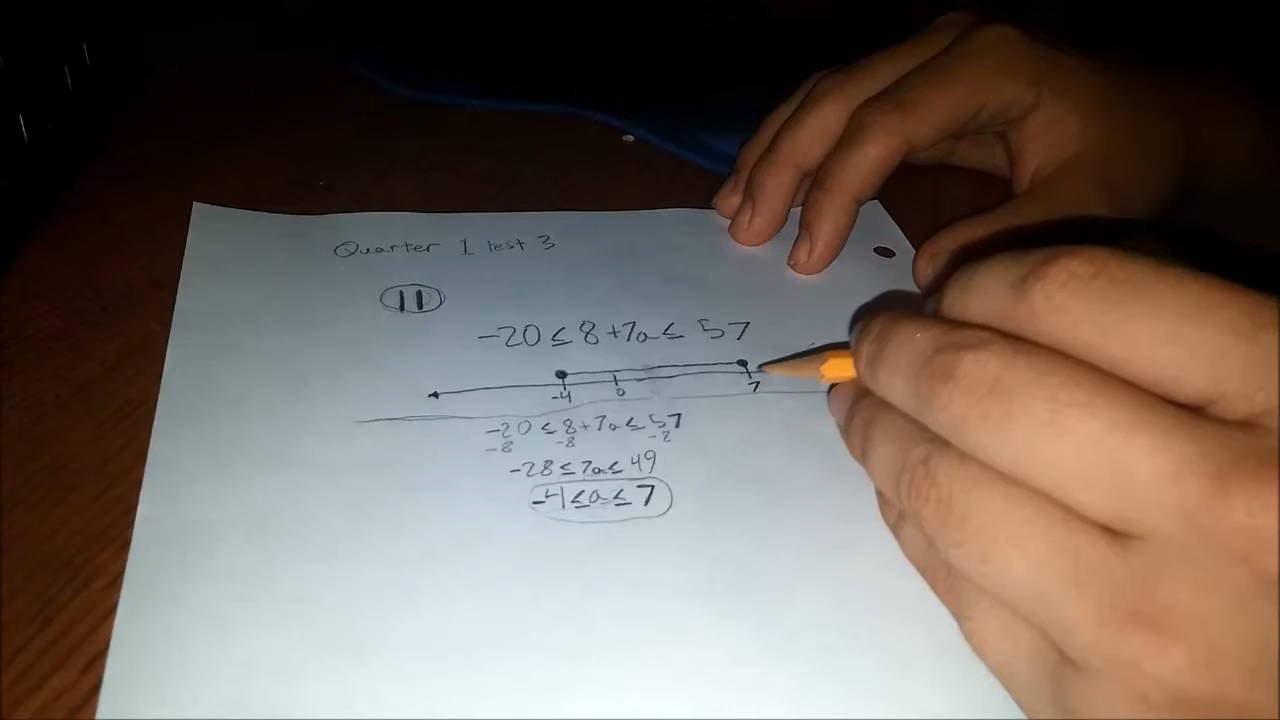 Quarter 1 test 3
11
-20 ≤ 8 + 7a ≤ 57
-4 0 7
-20 ≤ 8 + 7a ≤ 57
-8 -8 -8
-28 ≤ 7a ≤ 49
-4 ≤ a ≤ 7